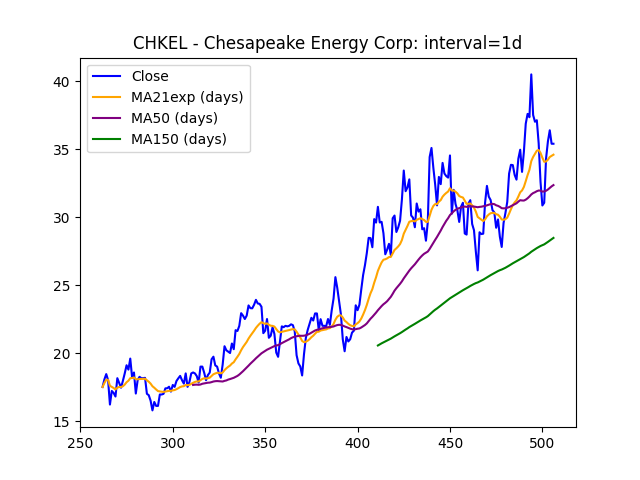 CHKEL - Chesapeake Energy Corp: interval=1d
Close
MA21exp (days)
MA50 (days)
MA150 (days)
40
35
30
25
20
15
250 300 350 400 450 500